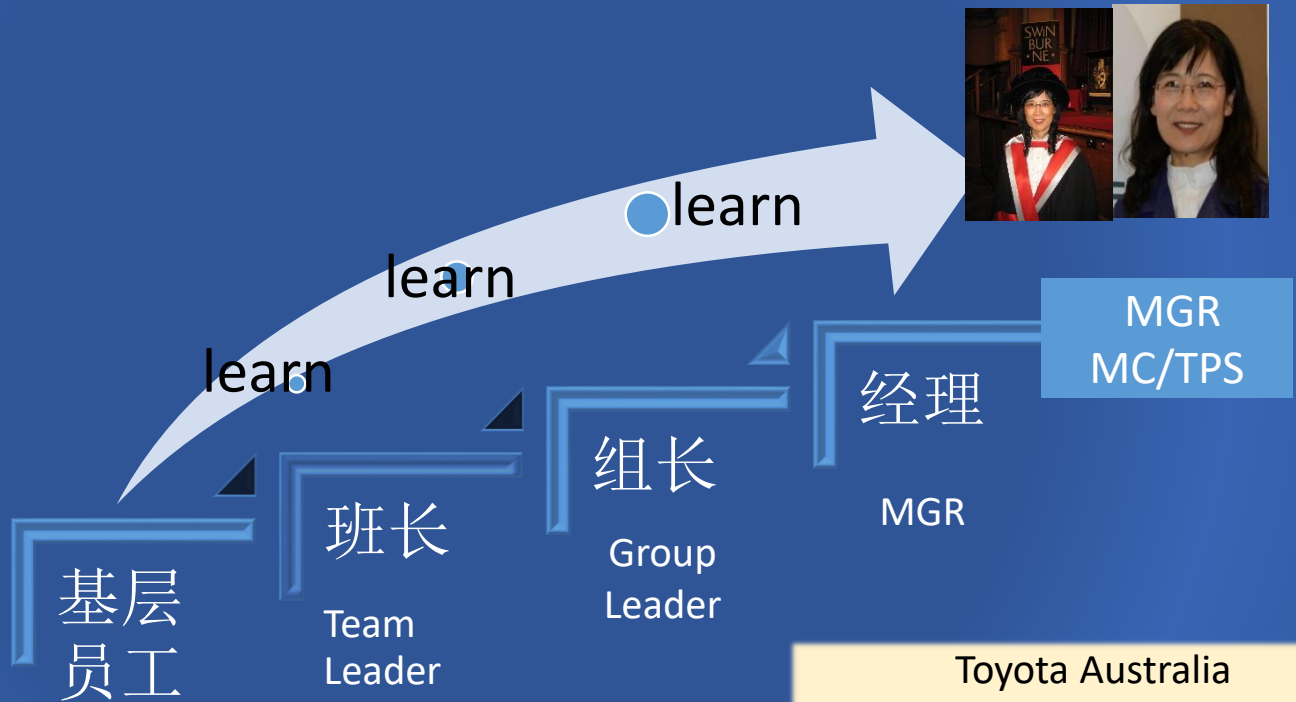 SWIN
BUR
•NE•
learn
learn
learn
MGR
MC/TPS
经理
MGR
组长
Group
Leader
班长
Team
Leader
基层
员工
Toyota Australia